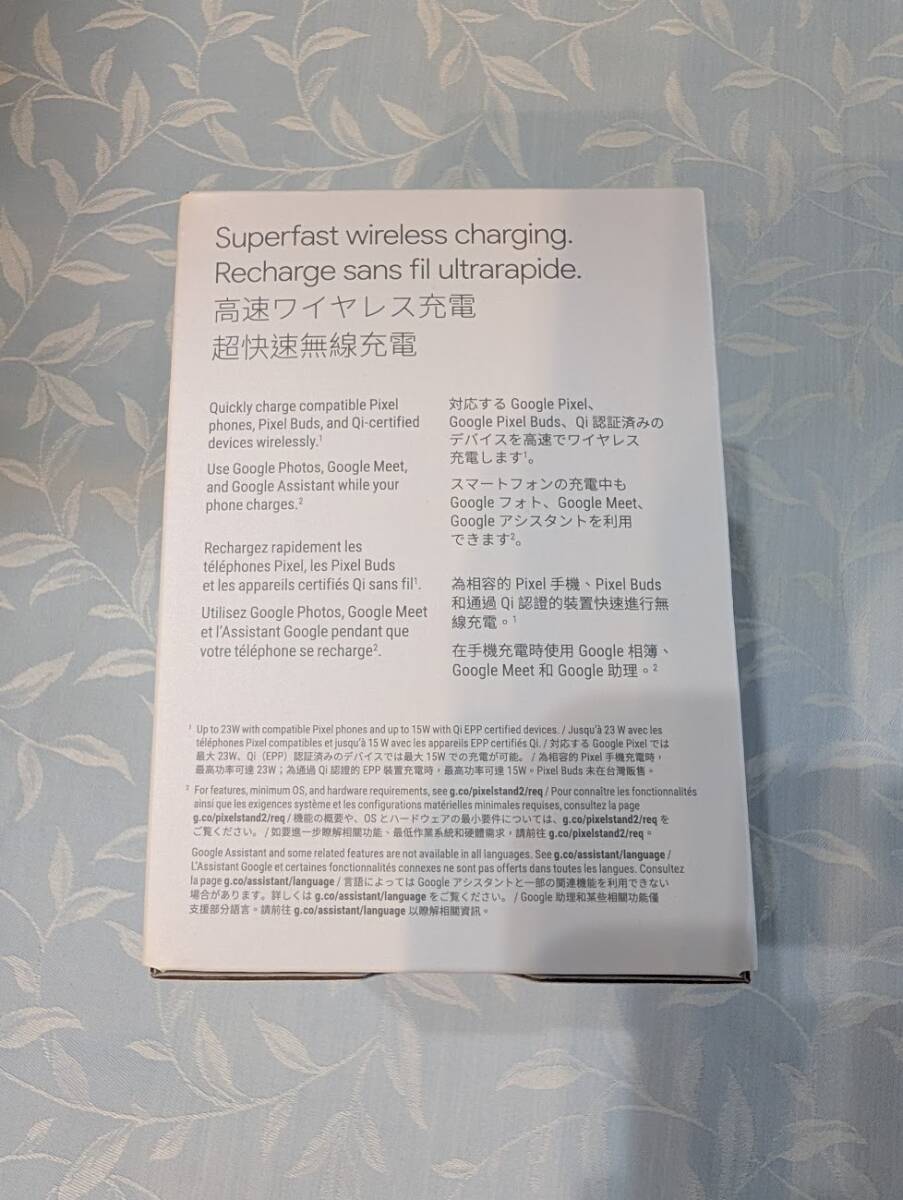 Superfast wireless charging.
Recharge sans fil ultrarapide.
高速ワイヤレス充電
超快速無線充電
Quickly charge compatible Pixel
phones, Pixel Buds, and Qi-certified
devices wirelessly.¹
Use Google Photos, Google Meet,
and Google Assistant while your
phone charges.²
Rechargez rapidement les
téléphones Pixel, les Pixel Buds
et les appareils certifiés Qi sans fil¹.
Utilisez Google Photos, Google Meet
et l'Assistant Google pendant que
votre téléphone se recharge².
対応する Google Pixel、
Google Pixel Buds、Qi 認証済みの
デバイスを高速でワイヤレス
充電します¹。
スマートフォンの充電中も
Google フォト、Google Meet、
Google アシスタントを利用
できます²。
為相容的 Pixel 手機、Pixel Buds
和通過 Qi 認證的裝置快速進行無
線充電。¹
在手機充電時使用 Google 相簿、
Google Meet 和 Google 助理。²
¹ Up to 23W with compatible Pixel phones and up to 15W with Qi EPP certified devices. / Jusqu'à 23 W avec les
téléphones Pixel compatibles et jusqu'à 15 W avec les appareils EPP certifiés Qi. / 対応する Google Pixel では
最大 23W、Qi（EPP）認証済みのデバイスでは最大 15W での充電が可能。 / 為相容的 Pixel 手機充電時，
最高功率可達 23W；為通過 Qi 認證的 EPP 裝置充電時，最高功率可達 15W。Pixel Buds 未在台灣販售。
² For features, minimum OS, and hardware requirements, see g.co/pixelstand2/req / Pour connaître les fonctionnalités
ainsi que les exigences système et les configurations matérielles minimales requises, consultez la page
g.co/pixelstand2/req / 機能の概要や、OS とハードウェアの最小要件については、g.co/pixelstand2/req を
ご覧ください。 / 如要進一步瞭解相關功能、最低作業系統和硬體需求，請前往 g.co/pixelstand2/req。
Google Assistant and some related features are not available in all languages. See g.co/assistant/language /
L'Assistant Google et certaines fonctionnalités connexes ne sont pas offerts dans toutes les langues. Consultez
la page g.co/assistant/language / 言語によっては Google アシスタントと一部の関連機能を利用できない
場合があります。詳しくは g.co/assistant/language をご覧ください。 / Google 助理和某些相關功能僅
支援部分語言。請前往 g.co/assistant/language 以瞭解相關資訊。